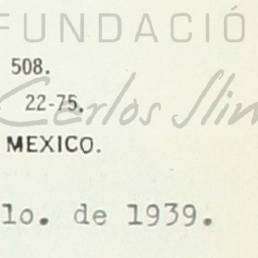 FUNDACIÓ
508.
Carlos Slim
22-75.
MEXICO.
lo. de 1939.